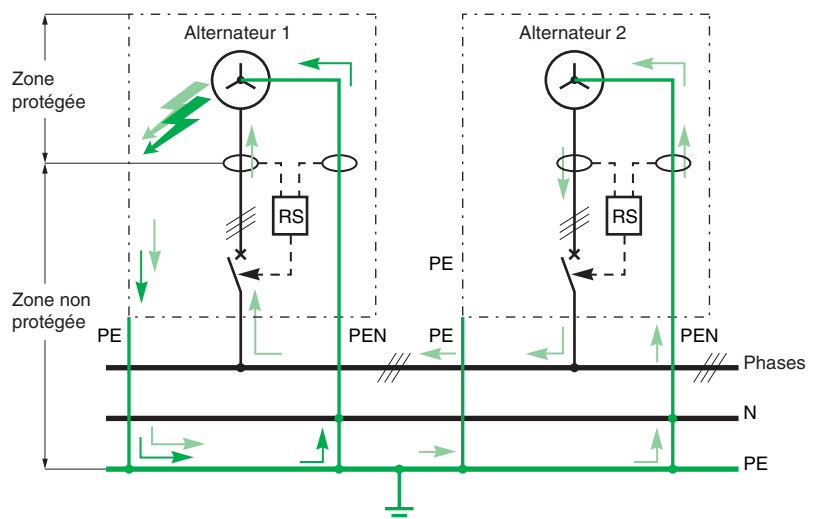 Alternateur 1
Alternateur 2
Zone
protégée
RS
RS
PE
Zone non
protégée
PE
PEN
PE
PEN
Phases
N
PE